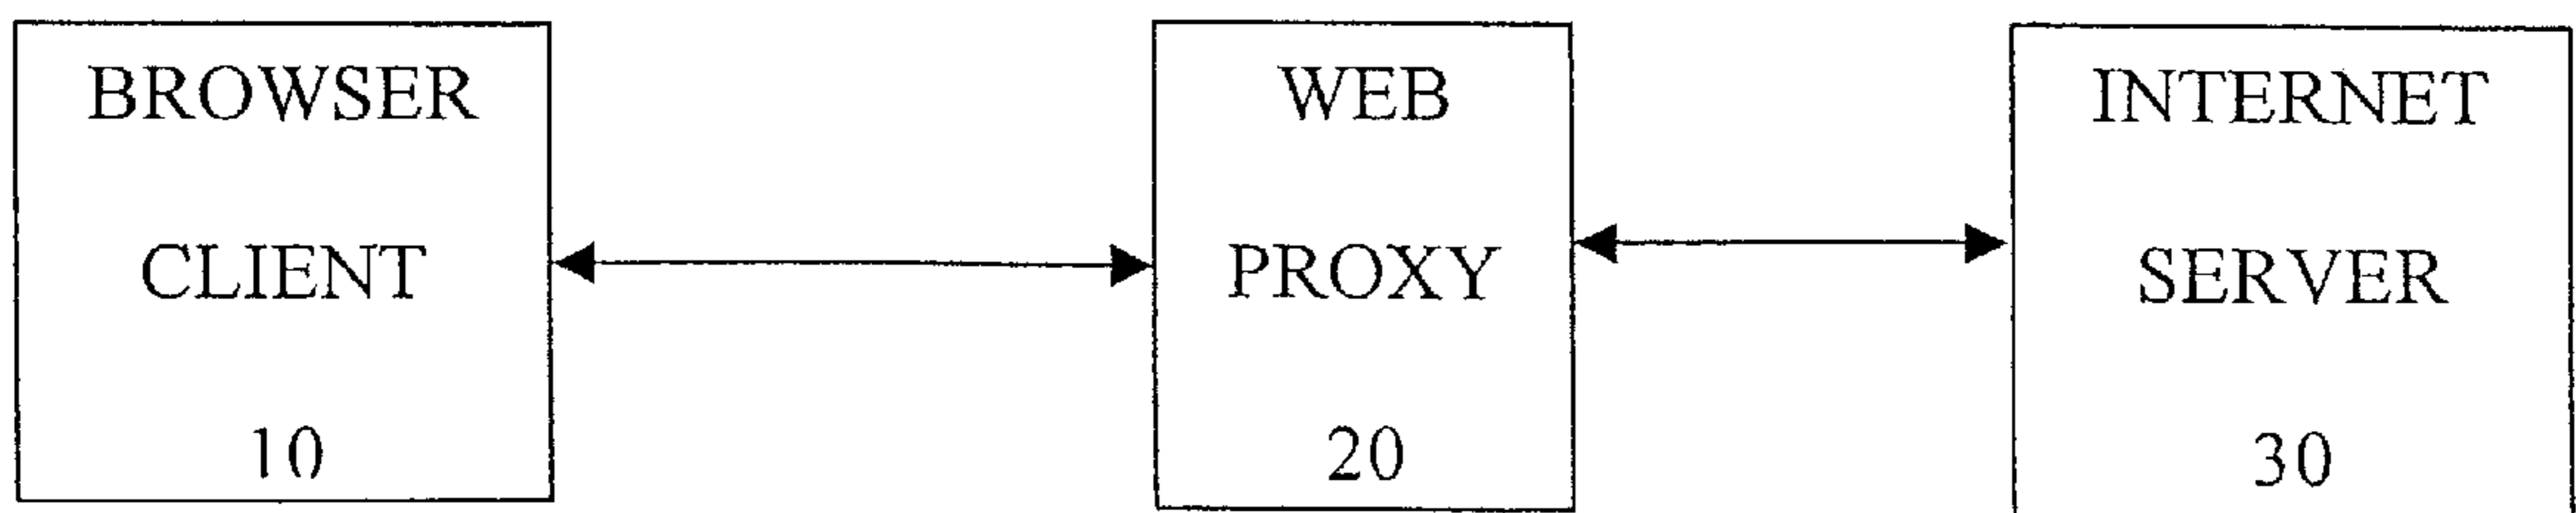 BROWSER
CLIENT
10
WEB
PROXY
20
INTERNET
SERVER
30